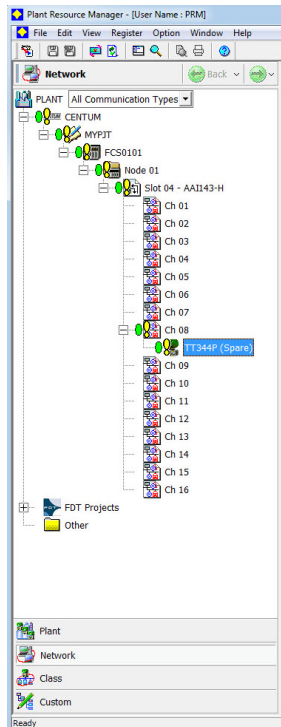 Plant Resource Manager - [User Name : PRM]
File Edit View Register Option Window Help
Network Back
PLANT All Communication Types
CENTUM
MYPJT
FCS0101
Node 01
Slot 04 - AAI143-H
Ch 01
Ch 02
Ch 03
Ch 04
Ch 05
Ch 06
Ch 07
Ch 08
TT344P (Spare)
Ch 09
Ch 10
Ch 11
Ch 12
Ch 13
Ch 14
Ch 15
Ch 16
FDT Projects
Other
Plant
Network
Class
Custom
Ready